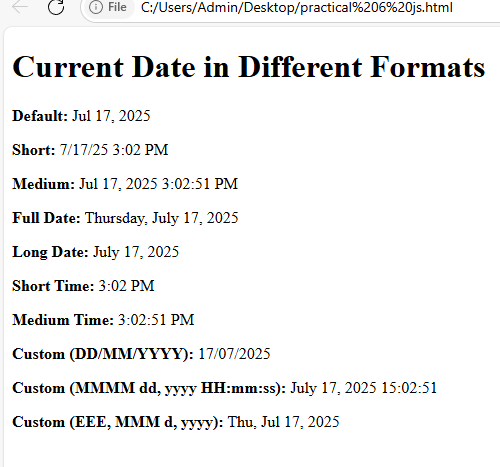 File C:/Users/Admin/Desktop/practical%206%20js.html
Current Date in Different Formats
Default: Jul 17, 2025
Short: 7/17/25 3:02 PM
Medium: Jul 17, 2025 3:02:51 PM
Full Date: Thursday, July 17, 2025
Long Date: July 17, 2025
Short Time: 3:02 PM
Medium Time: 3:02:51 PM
Custom (DD/MM/YYYY): 17/07/2025
Custom (MMMM dd, yyyy HH:mm:ss): July 17, 2025 15:02:51
Custom (EEE, MMM d, yyyy): Thu, Jul 17, 2025